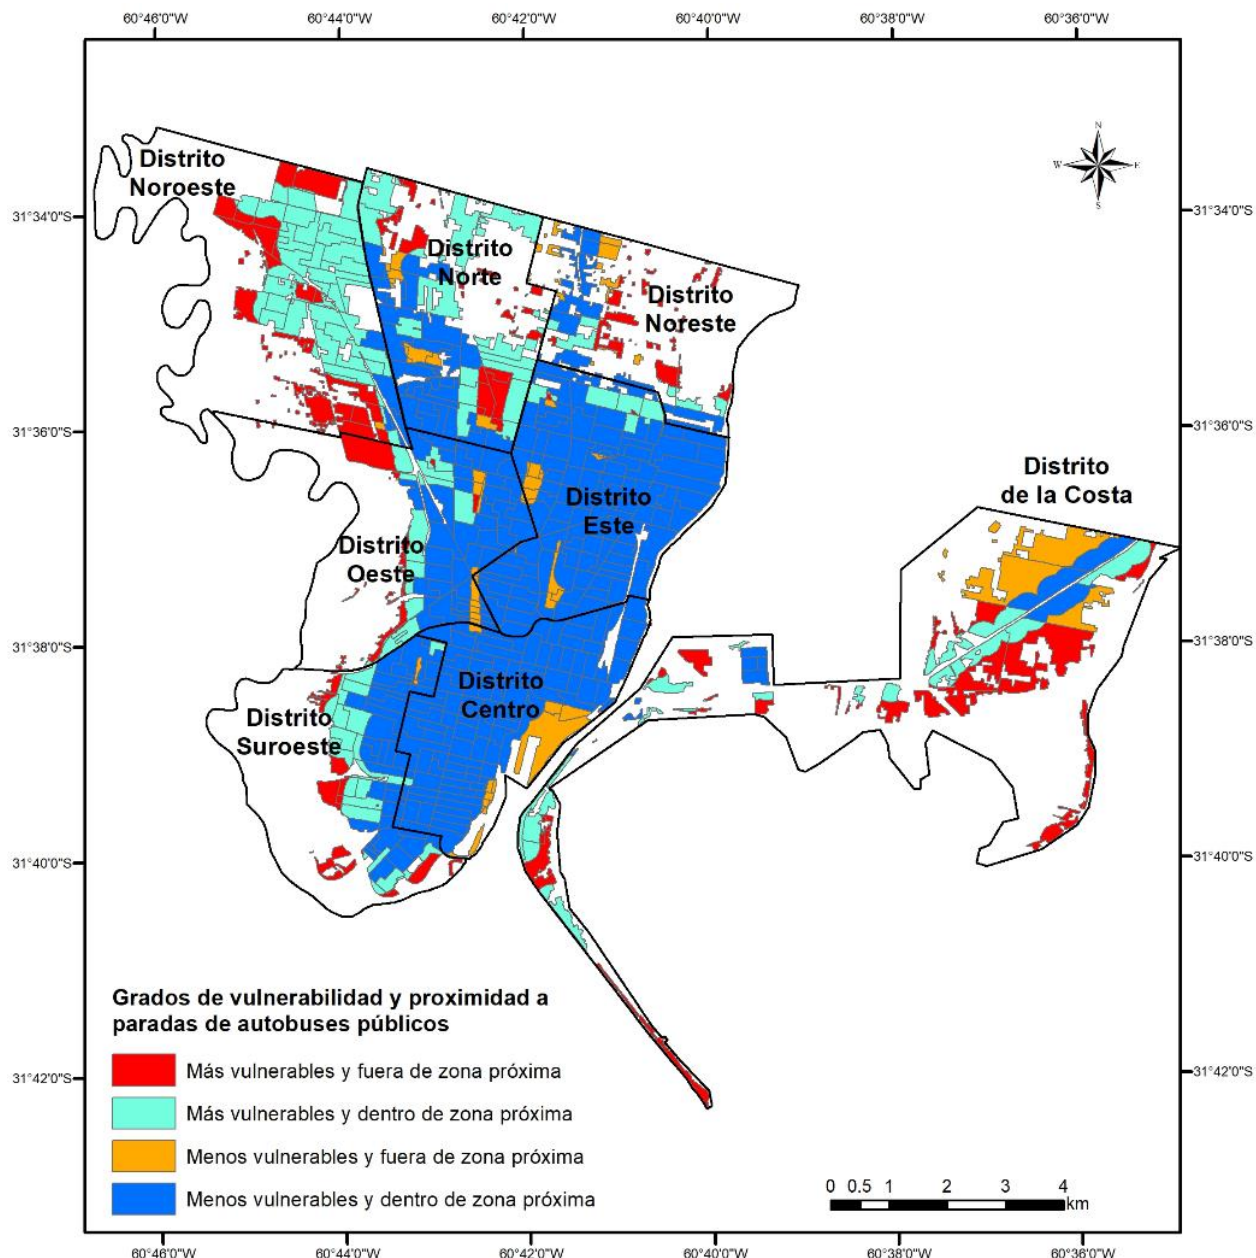 60°46'0"W 60°44'0"W 60°42'0"W 60°40'0"W 60°38'0"W 60°36'0"W
N
W E
S
Distrito
Noroeste
31°34'0"S 31°34'0"S
Distrito
Norte
Distrito
Noreste
31°36'0"S 31°36'0"S
Distrito
de la Costa
Distrito
Este
Distrito
Oeste
31°38'0"S 31°38'0"S
Distrito
Centro
Distrito
Suroeste
31°40'0"S 31°40'0"S
Grados de vulnerabilidad y proximidad a
paradas de autobuses públicos
Más vulnerables y fuera de zona próxima
31°42'0"S 31°42'0"S
Más vulnerables y dentro de zona próxima
Menos vulnerables y fuera de zona próxima
Menos vulnerables y dentro de zona próxima
0 0.5 1 2 3 4
km
60°46'0"W 60°44'0"W 60°42'0"W 60°40'0"W 60°38'0"W 60°36'0"W